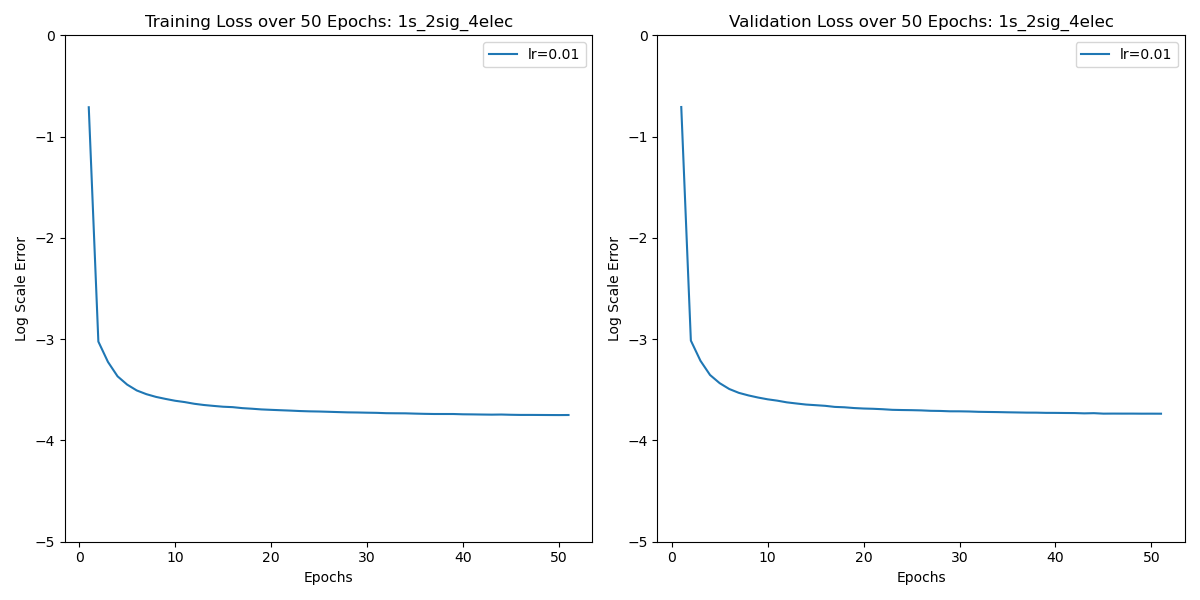 Training Loss over 50 Epochs: 1s_2sig_4elec
lr=0.01
Log Scale Error
0
−1
−2
−3
−4
−5
0 10 20 30 40 50
Epochs
Validation Loss over 50 Epochs: 1s_2sig_4elec
lr=0.01
Log Scale Error
0
−1
−2
−3
−4
−5
0 10 20 30 40 50
Epochs